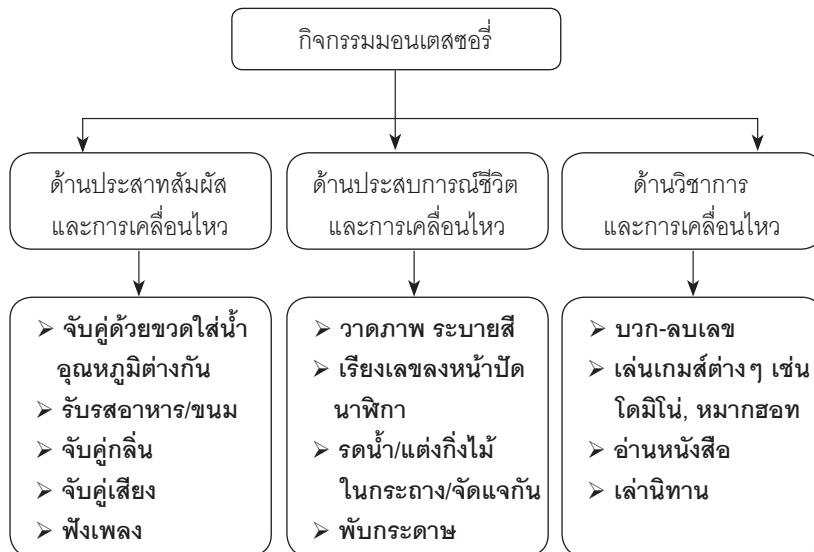 กิจกรรมมอนเตสซอรี่
ด้านประสาทสัมผัส
และการเคลื่อนไหว
ด้านประสบการณ์ชีวิต
และการเคลื่อนไหว
ด้านวิชาการ
และการเคลื่อนไหว
➢ จับคู่ด้วยขวดใส่น้ำ
อุณหภูมิต่างกัน
➢ รับรสอาหาร/ขนม
➢ จับคู่กลิ่น
➢ จับคู่เสียง
➢ ฟังเพลง
➢ วาดภาพ ระบายสี
➢ เรียงเลขลงหน้าปัด
นาฬิกา
➢ รดน้ำ/แต่งกิ่งไม้
ในกระถาง/จัดแจกัน
➢ พับกระดาษ
➢ บวก-ลบเลข
➢ เล่นเกมส์ต่างๆ เช่น
โดมิโน่, หมากฮอท
➢ อ่านหนังสือ
➢ เล่านิทาน